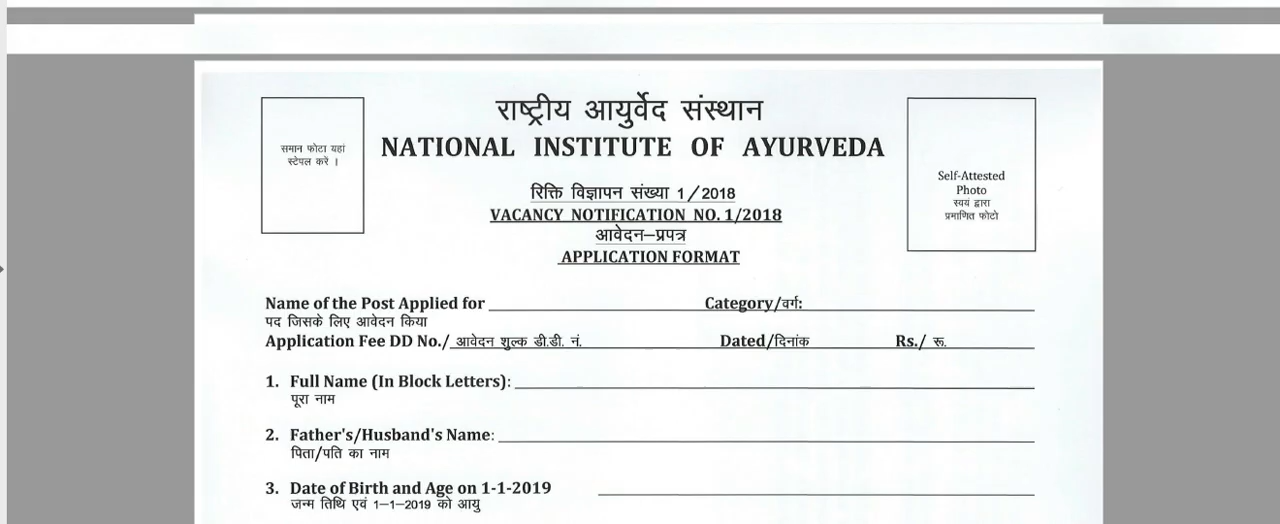 राष्ट्रीय आयुर्वेद संस्थान
NATIONAL INSTITUTE OF AYURVEDA
समान फोटा यहां
स्टेपल करें ।
Self-Attested
Photo
स्वयं द्वारा
प्रमाणित फोटो
रिक्ति विज्ञापन संख्या 1/2018
VACANCY NOTIFICATION NO. 1/2018
आवेदन–प्रपत्र
APPLICATION FORMAT
Name of the Post Applied for Category/वर्ग:
पद जिसके लिए आवेदन किया
Application Fee DD No./ आवेदन शुल्क डी.डी. नं. Dated/दिनांक Rs./ रू.
1. Full Name (In Block Letters):
पूरा नाम
2. Father's/Husband's Name:
पिता/पति का नाम
3. Date of Birth and Age on 1-1-2019
जन्म तिथि एवं 1–1–2019 को आयु